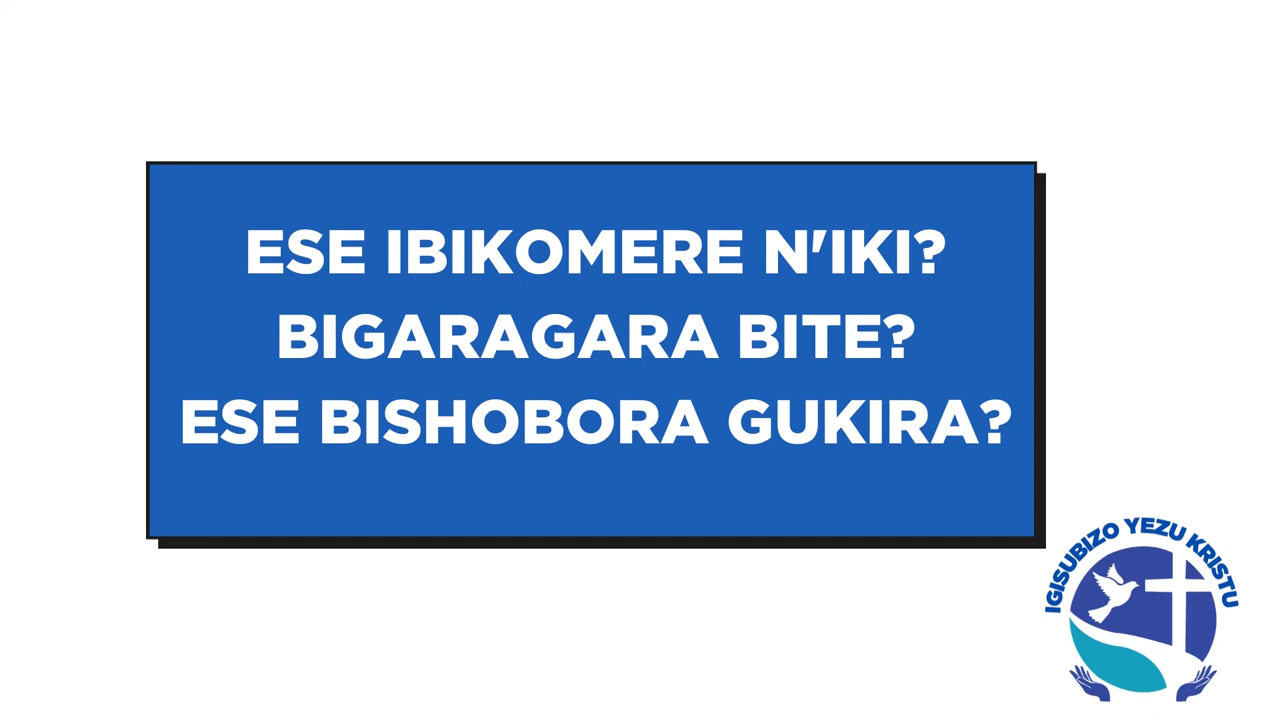 ESE IBIKOMERE N'IKI?
BIGARAGARA BITE?
ESE BISHOBORA GUKIRA?
IGISUBIZO YEZU KRISTU